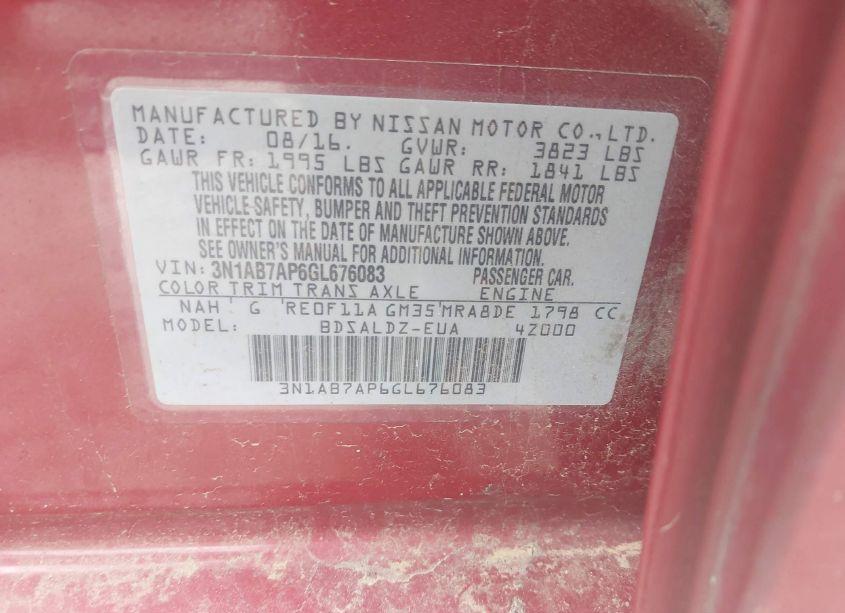 MANUFACTURED BY NISSAN MOTOR CO.,LTD.
DATE: 08/16. GVWR: 3823 LBS
GAWR FR: 1995 LBS GAWR RR: 1841 LBS
THIS VEHICLE CONFORMS TO ALL APPLICABLE FEDERAL MOTOR
VEHICLE SAFETY, BUMPER AND THEFT PREVENTION STANDARDS
IN EFFECT ON THE DATE OF MANUFACTURE SHOWN ABOVE.
SEE OWNER'S MANUAL FOR ADDITIONAL INFORMATION.
VIN: 3N1AB7AP6GL676083 PASSENGER CAR.
COLOR TRIM TRANS AXLE ENGINE
NAH G RE0F11A GM35 MRA8DE 1798 CC
MODEL: BDSALDZ-EUA 42000
3N1AB7AP6GL676083